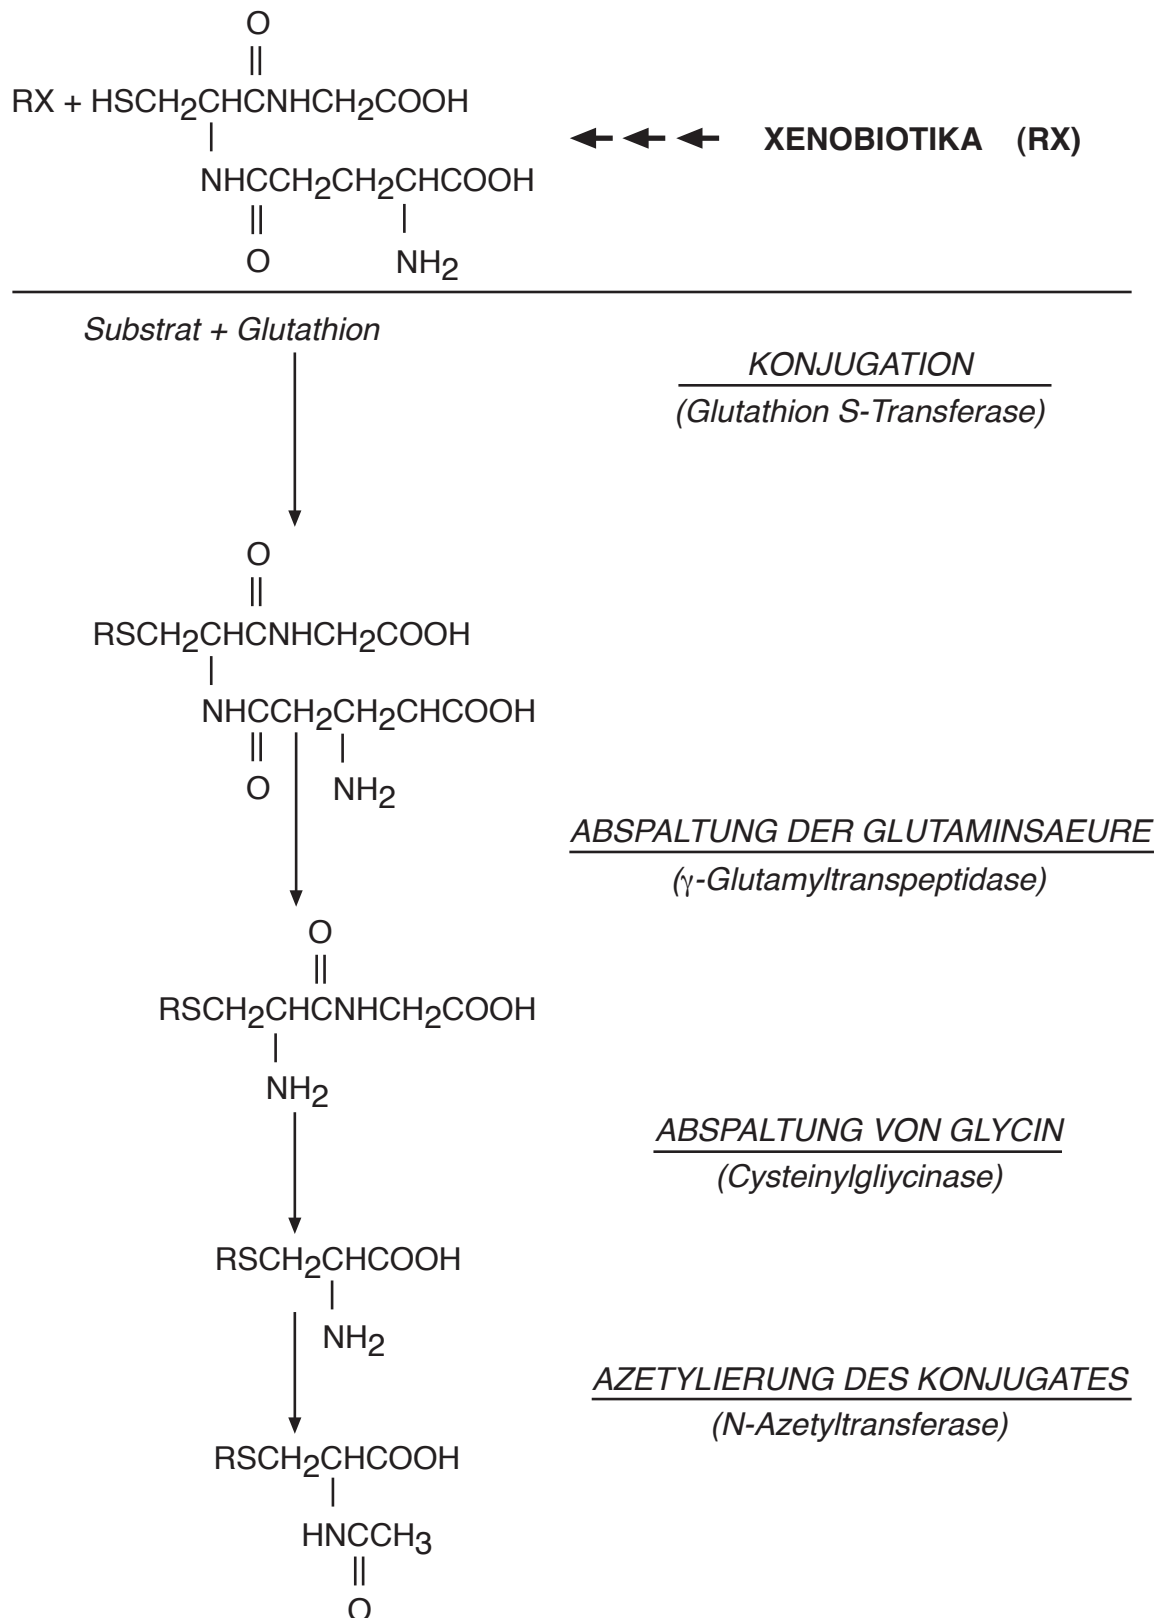 O
||
RX + HSCH2CHCNHCH2COOH
|
XENOBIOTIKA (RX)
NHCCH2CH2CHCOOH
|| |
O NH2
Substrat + Glutathion
KONJUGATION
(Glutathion S-Transferase)
O
||
RSCH2CHCNHCH2COOH
|
NHCCH2CH2CHCOOH
|| |
O NH2
ABSPALTUNG DER GLUTAMINSAEURE
(γ-Glutamyltranspeptidase)
O
||
RSCH2CHCNHCH2COOH
|
NH2
ABSPALTUNG VON GLYCIN
(Cysteinylgliycinase)
RSCH2CHCOOH
|
NH2
AZETYLIERUNG DES KONJUGATES
(N-Azetyltransferase)
RSCH2CHCOOH
|
HNCCH3
||
O